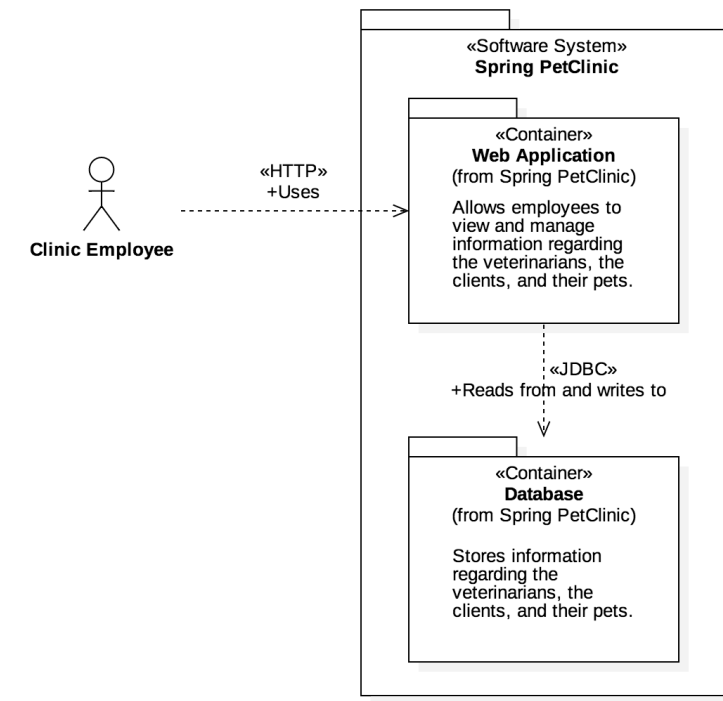 «Software System»
Spring PetClinic
«Container»
Web Application
(from Spring PetClinic)
Allows employees to
view and manage
information regarding
the veterinarians, the
clients, and their pets.
«HTTP»
+Uses
Clinic Employee
«JDBC»
+Reads from and writes to
«Container»
Database
(from Spring PetClinic)
Stores information
regarding the
veterinarians, the
clients, and their pets.